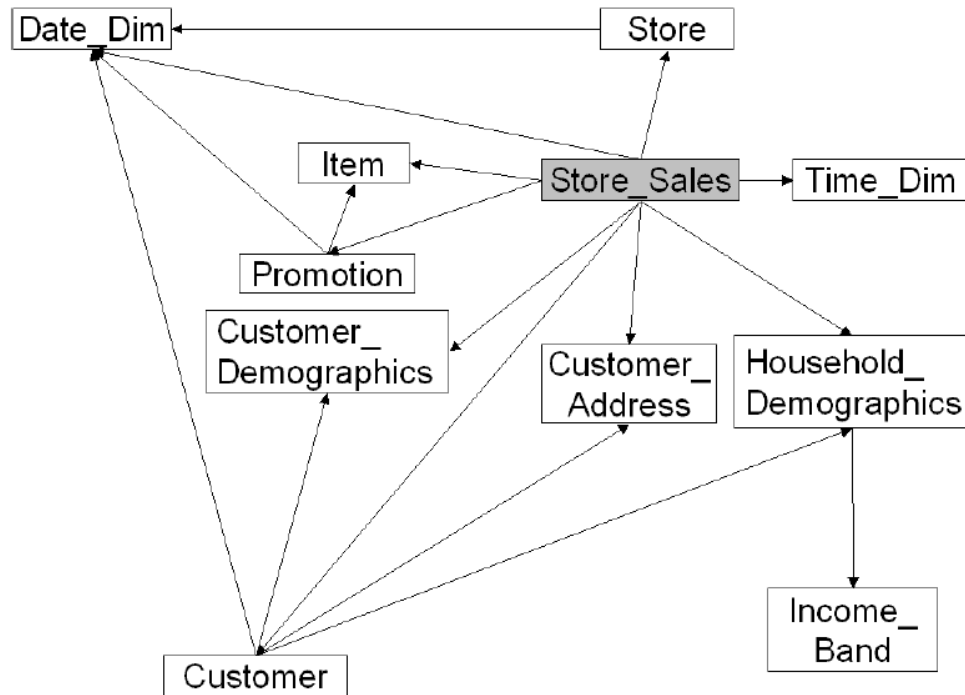 Date_Dim
Store
Item
Store_Sales
Time_Dim
Promotion
Customer_
Demographics
Customer_
Address
Household_
Demographics
Income_
Band
Customer